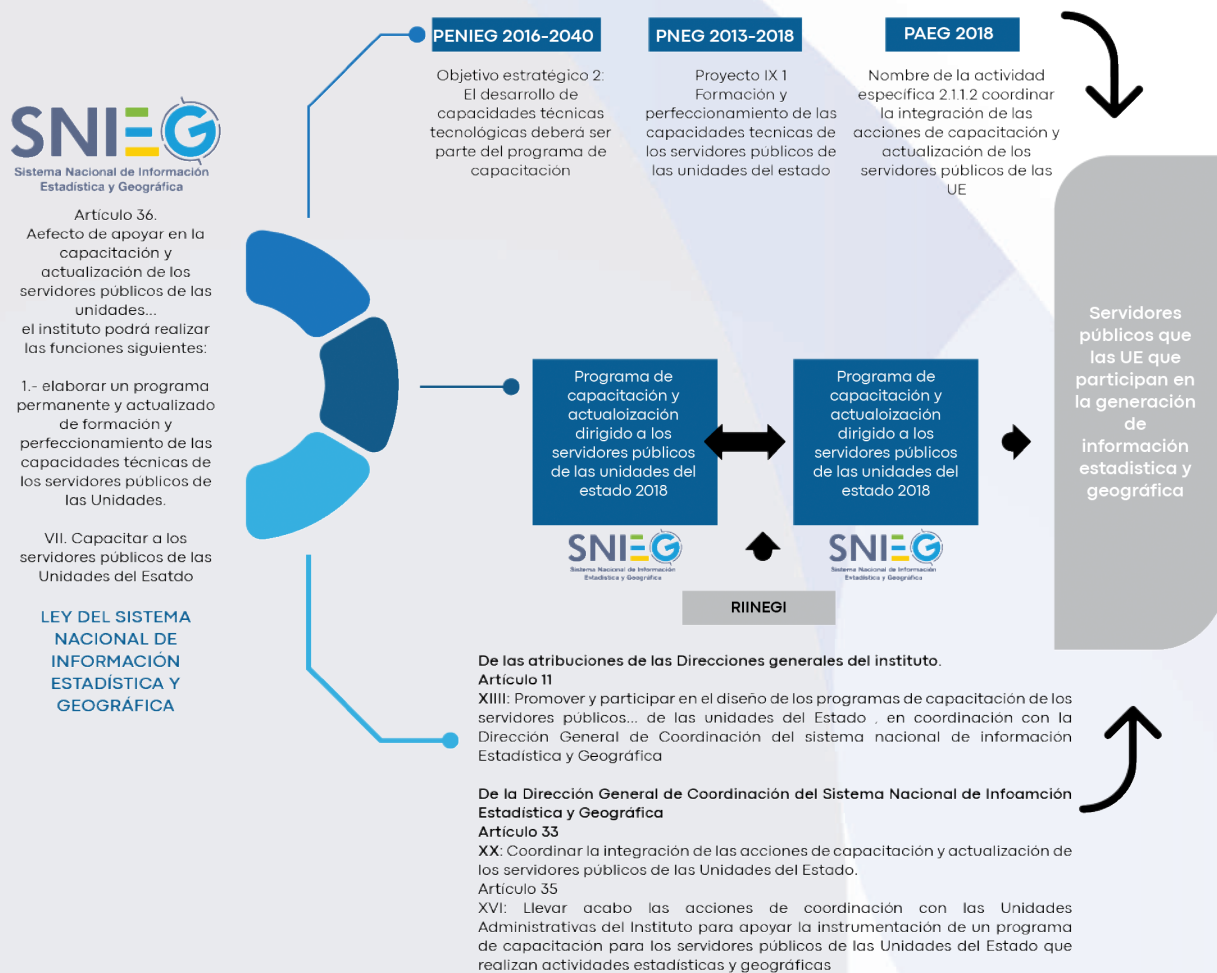 SNIEG
Sistema Nacional de Información
Estadística y Geográfica
Artículo 36.
Aefecto de apoyar en la
capacitación y
actualización de los
servidores públicos de las
unidades...
el instituto podrá realizar
las funciones siguientes:
1.- elaborar un programa
permanente y actualizado
de formación y
perfeccionamiento de las
capacidades técnicas de
los servidores públicos de
las Unidades.
VII. Capacitar a los
servidores públicos de las
Unidades del Esatdo
LEY DEL SISTEMA
NACIONAL DE
INFORMACIÓN
ESTADÍSTICA Y
GEOGRÁFICA
PENIEG 2016-2040
Objetivo estratégico 2:
El desarrollo de
capacidades técnicas
tecnológicas deberá ser
parte del programa de
capacitación
PNEG 2013-2018
Proyecto IX 1
Formación y
perfeccionamiento de las
capacidades tecnicas de
los servidores públicos de
las unidades del estado
PAEG 2018
Nombre de la actividad
específica 2.1.1.2 coordinar
la integración de las
acciones de capacitación y
actualización de los
servidores públicos de las
UE
Programa de
capacitación y
actualoización
dirigido a los
servidores públicos
de las unidades del
estado 2018
SNIEG
Sistema Nacional de Información
Estadística y Geográfica
Programa de
capacitación y
actualoización
dirigido a los
servidores públicos
de las unidades del
estado 2018
SNIEG
Sistema Nacional de Información
Estadística y Geográfica
RIINEGI
Servidores
públicos que
las UE que
participan en
la generación
de
información
estadistica y
geográfica
De las atribuciones de las Direcciones generales del instituto.
Artículo 11
XIIII: Promover y participar en el diseño de los programas de capacitación de los
servidores públicos... de las unidades del Estado , en coordinación con la
Dirección General de Coordinación del sistema nacional de información
Estadística y Geográfica
De la Dirección General de Coordinación del Sistema Nacional de Infoamción
Estadística y Geográfica
Artículo 33
XX: Coordinar la integración de las acciones de capacitación y actualización de
los servidores públicos de las Unidades del Estado.
Artículo 35
XVI: Llevar acabo las acciones de coordinación con las Unidades
Administrativas del Instituto para apoyar la instrumentación de un programa
de capacitación para los servidores públicos de las Unidades del Estado que
realizan actividades estadísticas y geográficas